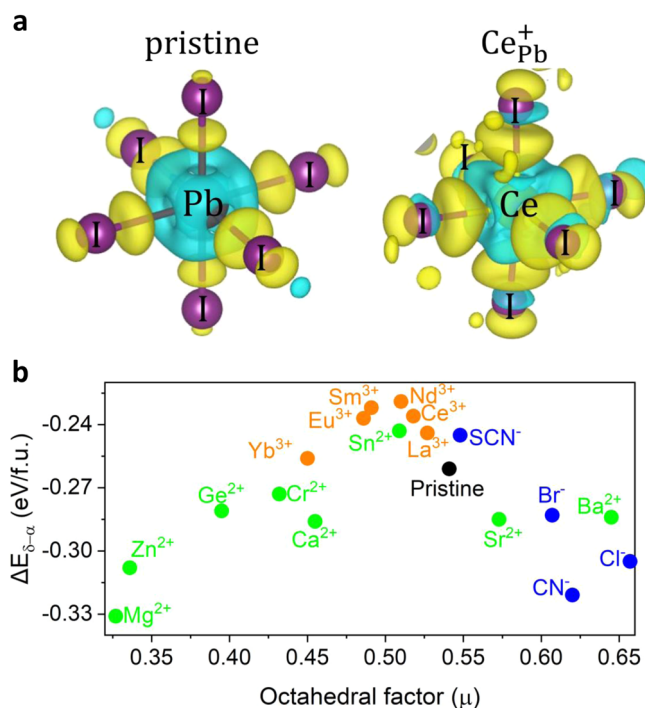 a
pristine
Ce⁺Pb
I
I
I
Pb
I
I
I
I
I
I
Ce
I
I
I
b
ΔEδ-α (eV/f.u.)
-0.24
-0.27
-0.30
-0.33
Sm³⁺
Nd³⁺
Eu³⁺
Ce³⁺
Yb³⁺
Sn²⁺
La³⁺
SCN⁻
Pristine
Ge²⁺
Cr²⁺
Ca²⁺
Sr²⁺
Br⁻
Ba²⁺
Zn²⁺
Cl⁻
CN⁻
Mg²⁺
0.35
0.40
0.45
0.50
0.55
0.60
0.65
Octahedral factor (μ)